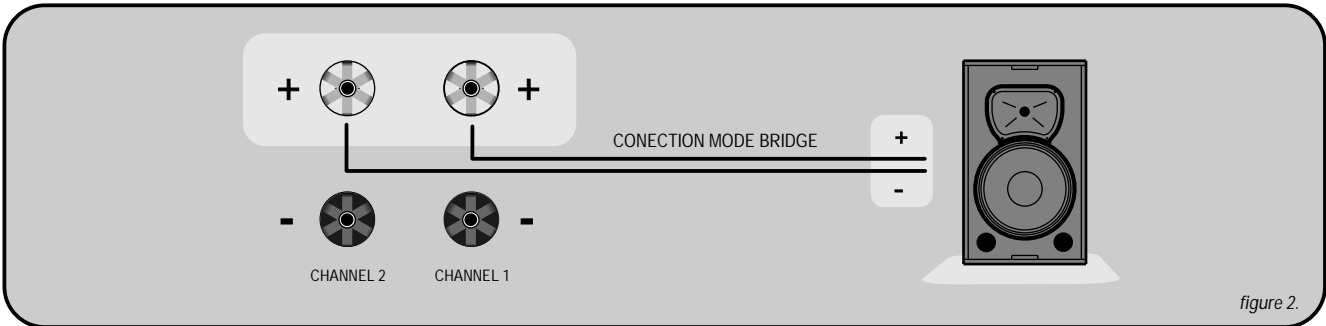 + +
CONECTION MODE BRIDGE
+
-
- -
CHANNEL 2 CHANNEL 1
figure 2.